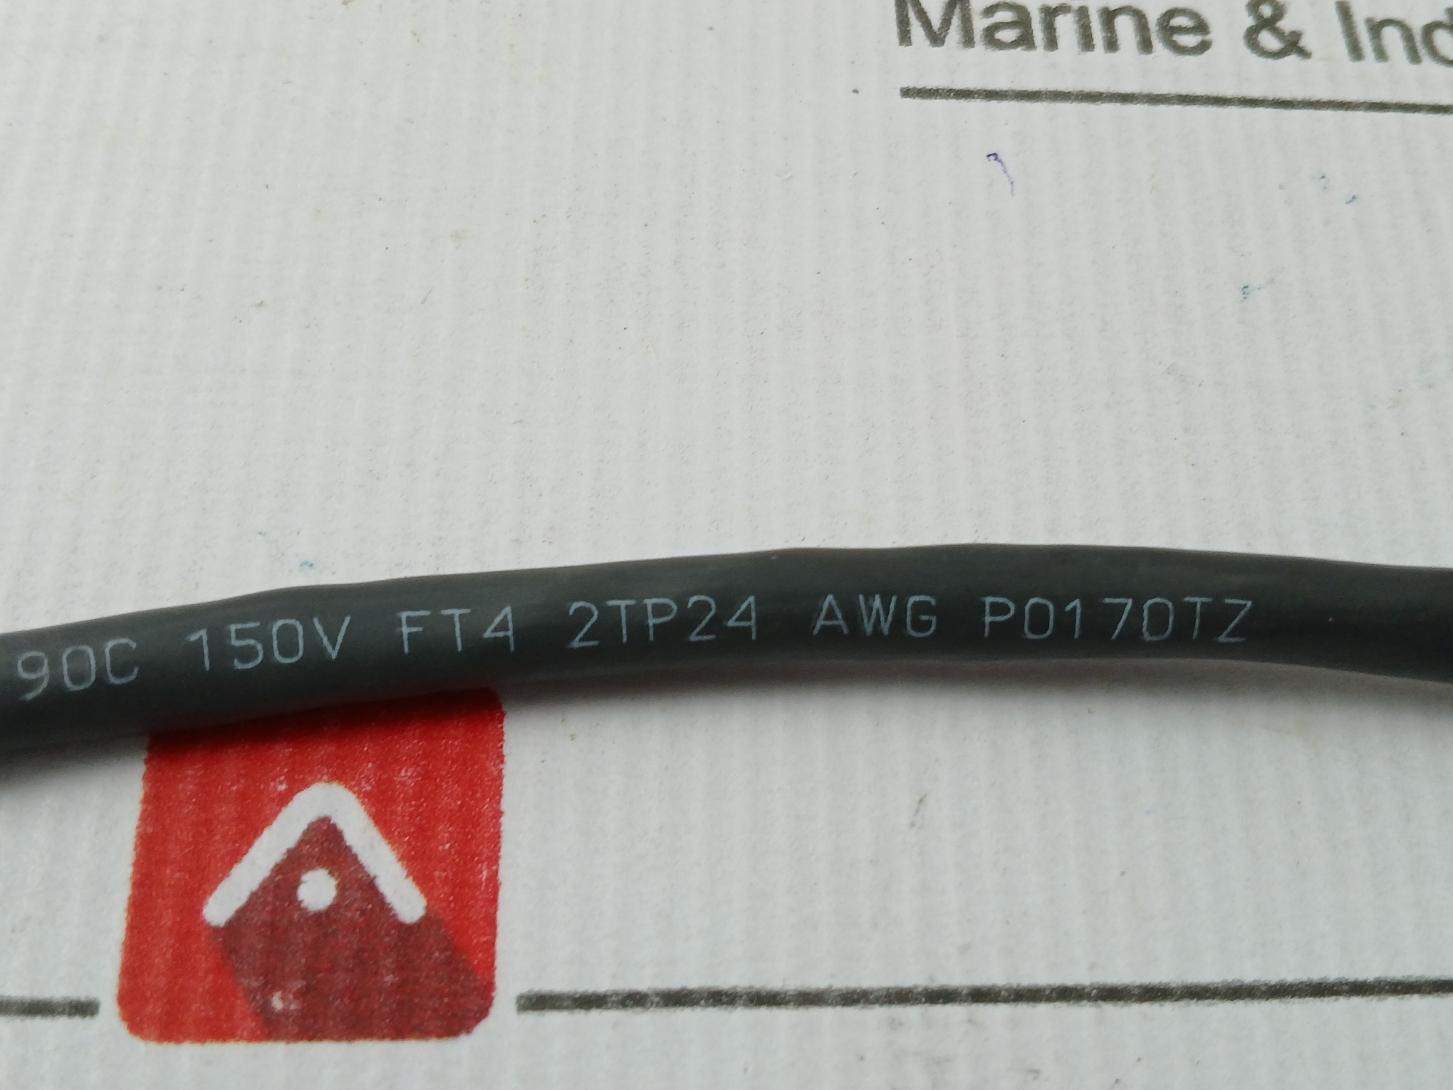 Marine & Ind
90C 150V FT4 2TP24 AWG P0170TZ